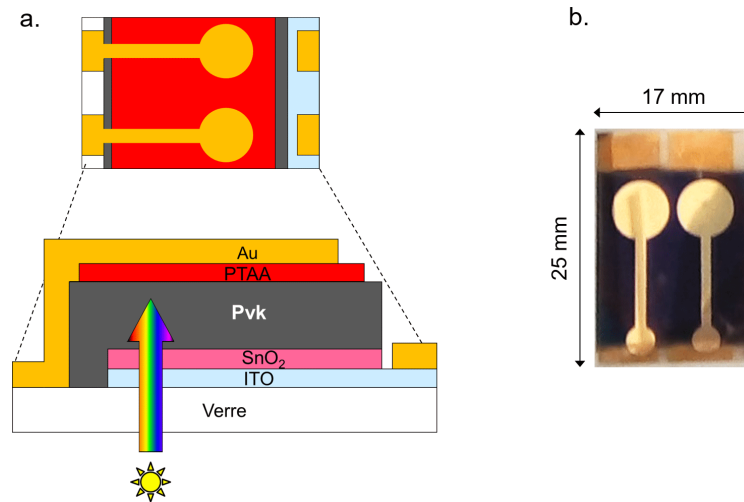 a.
Au
PTAA
Pvk
SnO₂
ITO
Verre
b.
17 mm
25 mm